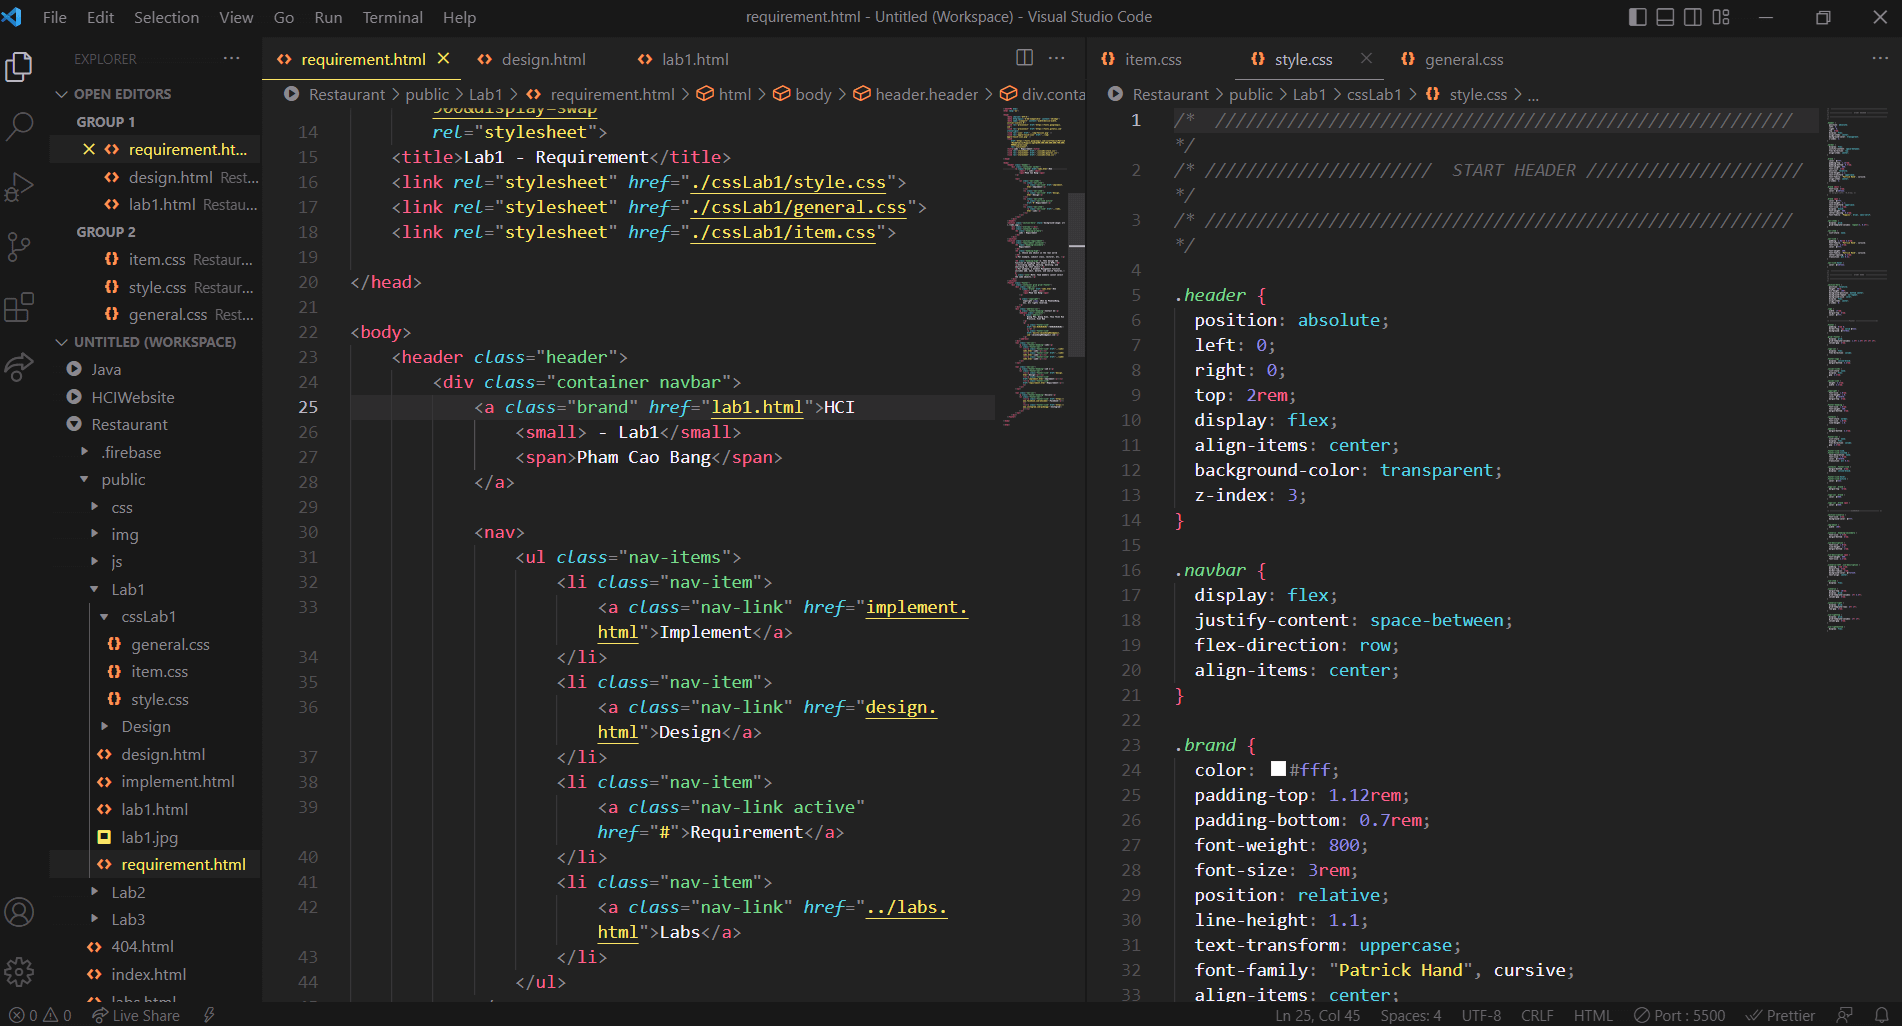 File Edit Selection View Go Run Terminal Help
requirement.html - Untitled (Workspace) - Visual Studio Code
EXPLORER ...
OPEN EDITORS
GROUP 1
requirement.ht...
design.html Rest...
lab1.html Restau...
GROUP 2
item.css Restaur...
style.css Restaur...
general.css Rest...
UNTITLED (WORKSPACE)
Java
HCIWebsite
Restaurant
.firebase
public
css
img
js
Lab1
cssLab1
general.css
item.css
style.css
Design
design.html
implement.html
lab1.html
lab1.jpg
requirement.html
Lab2
Lab3
404.html
index.html
labs.html
requirement.html design.html lab1.html
Restaurant > public > Lab1 > requirement.html > html > body > header.header > div.conta
900&display=swap
14 rel="stylesheet">
15 <title>Lab1 - Requirement</title>
16 <link rel="stylesheet" href="./cssLab1/style.css">
17 <link rel="stylesheet" href="./cssLab1/general.css">
18 <link rel="stylesheet" href="./cssLab1/item.css">
19
20 </head>
21
22 <body>
23 <header class="header">
24 <div class="container navbar">
25 <a class="brand" href="lab1.html">HCI
26 <small> - Lab1</small>
27 <span>Pham Cao Bang</span>
28 </a>
29
30 <nav>
31 <ul class="nav-items">
32 <li class="nav-item">
33 <a class="nav-link" href="implement.
html">Implement</a>
34 </li>
35 <li class="nav-item">
36 <a class="nav-link" href="design.
html">Design</a>
37 </li>
38 <li class="nav-item">
39 <a class="nav-link active"
href="#">Requirement</a>
40 </li>
41 <li class="nav-item">
42 <a class="nav-link" href="../labs.
html">Labs</a>
43 </li>
44 </ul>
item.css style.css general.css
Restaurant > public > Lab1 > cssLab1 > style.css > ...
1 /* //////////////////////////////////////////////////////// 
*/
2 /* ////////////////////// START HEADER /////////////////////
*/
3 /* /////////////////////////////////////////////////////////
*/
4
5 .header {
6 position: absolute;
7 left: 0;
8 right: 0;
9 top: 2rem;
10 display: flex;
11 align-items: center;
12 background-color: transparent;
13 z-index: 3;
14 }
15
16 .navbar {
17 display: flex;
18 justify-content: space-between;
19 flex-direction: row;
20 align-items: center;
21 }
22
23 .brand {
24 color: #fff;
25 padding-top: 1.12rem;
26 padding-bottom: 0.7rem;
27 font-weight: 800;
28 font-size: 3rem;
29 position: relative;
30 line-height: 1.1;
31 text-transform: uppercase;
32 font-family: "Patrick Hand", cursive;
33 align-items: center;
0 0 Live Share Ln 25, Col 45 Spaces: 4 UTF-8 CRLF HTML Port : 5500 Prettier